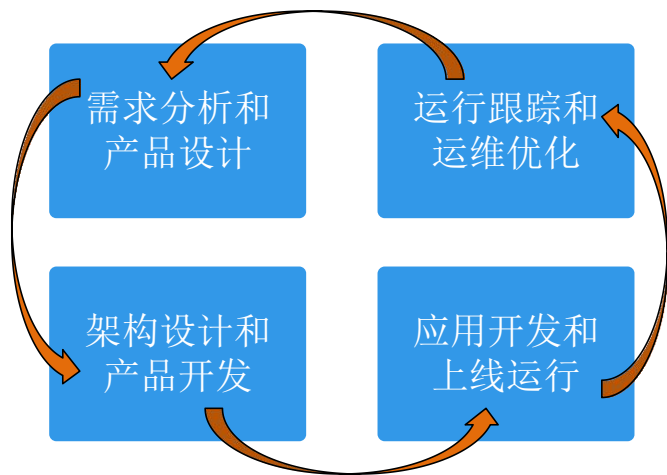 需求分析和
产品设计
运行跟踪和
运维优化
架构设计和
产品开发
应用开发和
上线运行